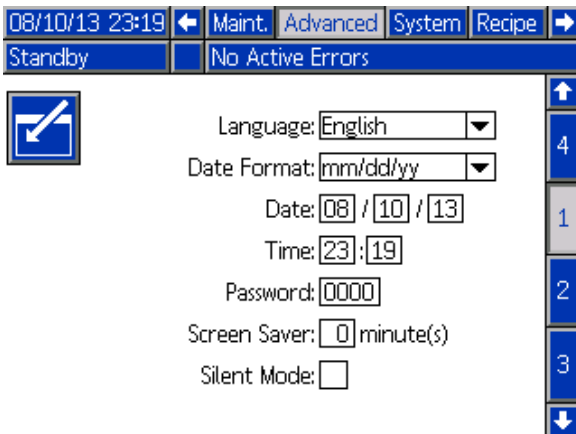 08/10/13 23:19 Maint. Advanced System Recipe
Standby No Active Errors
Language: English
4
Date Format: mm/dd/yy
Date: 08 / 10 / 13
1
Time: 23 : 19
Password: 0000
2
Screen Saver: 0 minute(s)
Silent Mode:
3